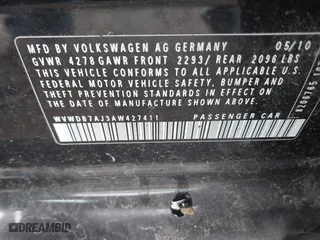 MFD. BY VOLKSWAGEN AG GERMANY 05/10
GVWR 4278 GAWR FRONT 2293/ REAR 2096 LBS
THIS VEHICLE CONFORMS TO ALL APPLICABLE U.S.
FEDERAL MOTOR VEHICLE SAFETY, BUMPER AND
THEFT PREVENTION STANDARDS IN EFFECT ON THE
DATE OF MANUFACTURE SHOWN ABOVE.
WVWDB7AJ3AW427411 PASSENGER CAR
DREAMBID